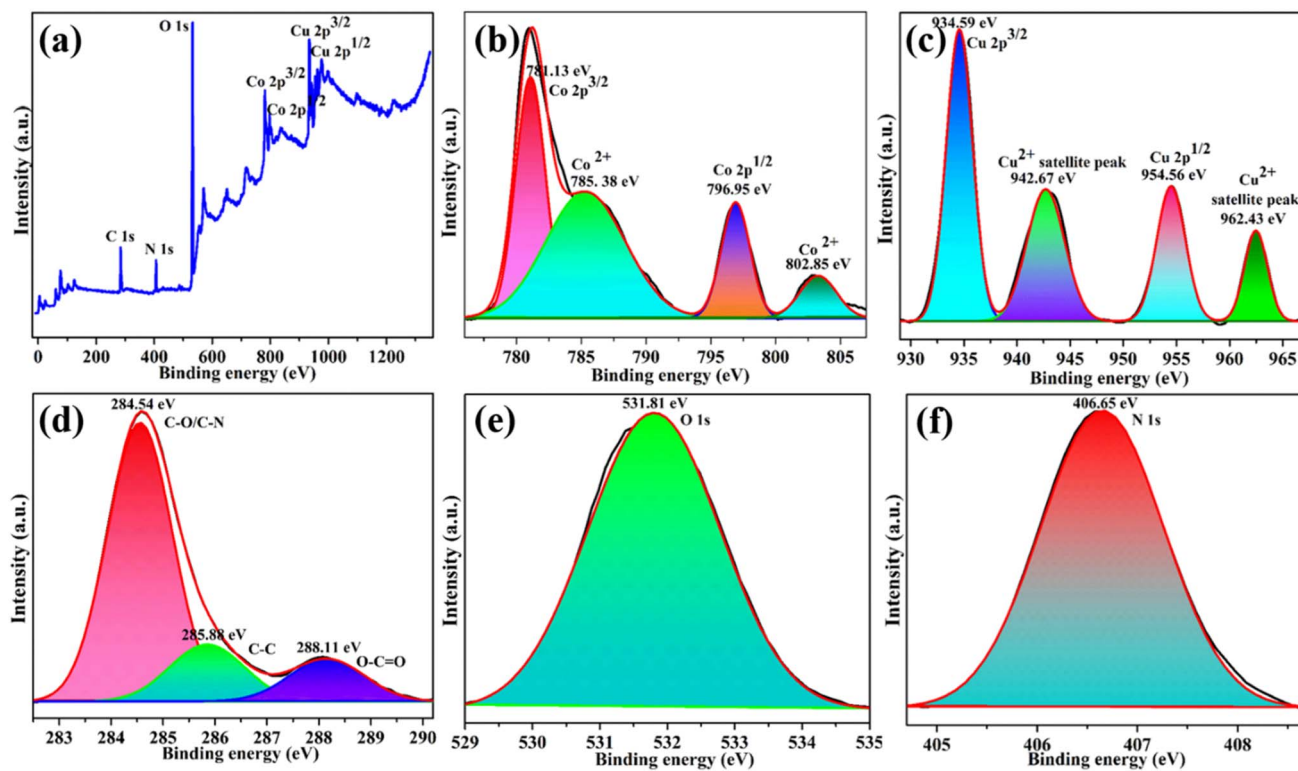 (a)
O 1s
Cu 2p3/2
Cu 2p1/2
Co 2p3/2
Co 2p1/2
C 1s
N 1s
Intensity (a.u.)
0 200 400 600 800 1000 1200
Binding energy (eV)
(b)
781.13 eV
Co 2p3/2
Co 2+
785. 38 eV
Co 2p1/2
796.95 eV
Co 2+
802.85 eV
Intensity (a.u.)
780 785 790 795 800 805
Binding energy (eV)
(c)
934.59 eV
Cu 2p3/2
Cu2+ satellite peak
942.67 eV
Cu 2p1/2
954.56 eV
Cu2+
satellite peak
962.43 eV
Intensity (a.u.)
930 935 940 945 950 955 960 965
Binding energy (eV)
(d)
284.54 eV
C-O/C-N
285.88 eV
C-C
288.11 eV
O-C=O
Intensity (a.u.)
283 284 285 286 287 288 289 290
Binding energy (eV)
(e)
531.81 eV
O 1s
Intensity (a.u.)
529 530 531 532 533 534 535
Binding energy (eV)
(f)
406.65 eV
N 1s
Intensity (a.u.)
405 406 407 408
Binding energy (eV)